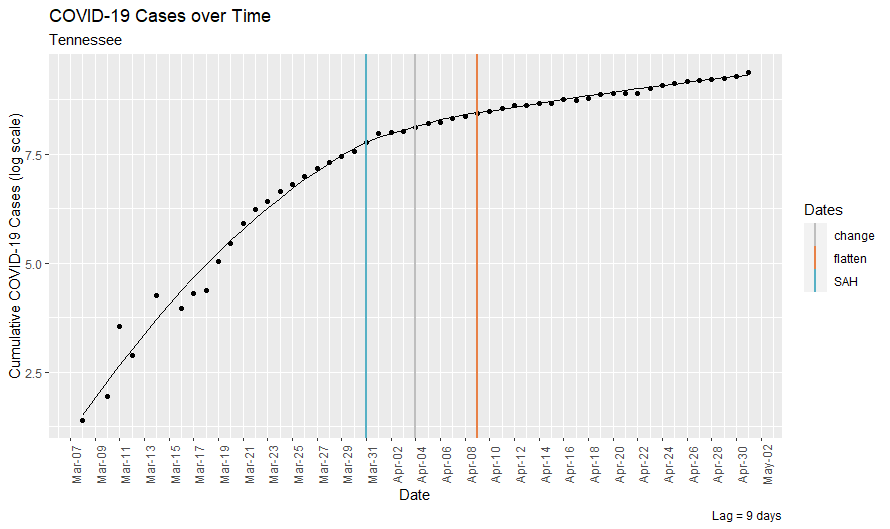 COVID-19 Cases over Time
Tennessee
Cumulative COVID-19 Cases (log scale)
7.5
5.0
2.5
Mar-07
Mar-09
Mar-11
Mar-13
Mar-15
Mar-17
Mar-19
Mar-21
Mar-23
Mar-25
Mar-27
Mar-29
Mar-31
Apr-02
Apr-04
Apr-06
Apr-08
Apr-10
Apr-12
Apr-14
Apr-16
Apr-18
Apr-20
Apr-22
Apr-24
Apr-26
Apr-28
Apr-30
May-02
Date
Dates
change
flatten
SAH
Lag = 9 days